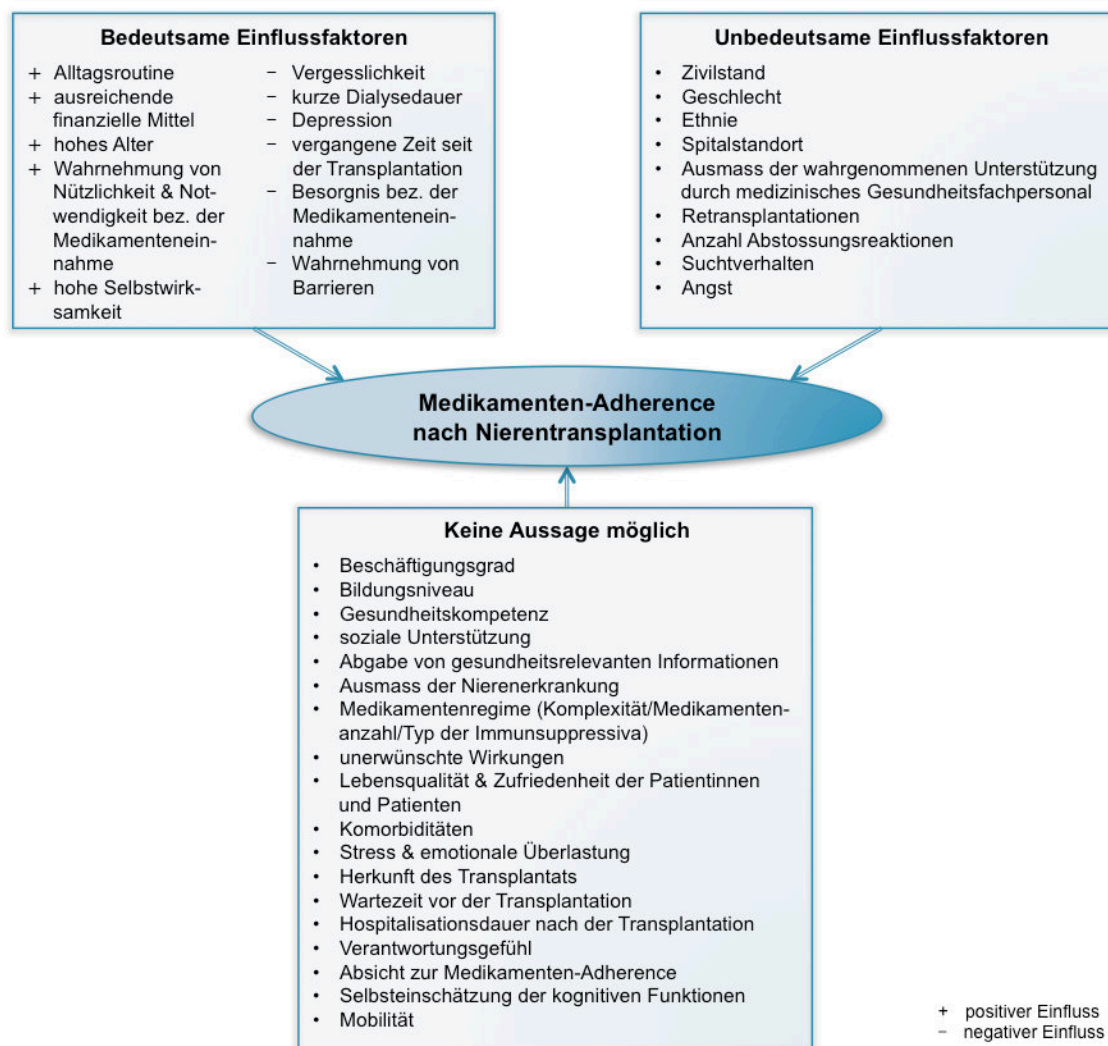 Bedeutsame Einflussfaktoren
+ Alltagsroutine
+ ausreichende
finanzielle Mittel
+ hohes Alter
+ Wahrnehmung von
Nützlichkeit & Not-
wendigkeit bez. der
Medikamentenein-
nahme
+ hohe Selbstwirk-
samkeit
− Vergesslichkeit
− kurze Dialysedauer
− Depression
− vergangene Zeit seit
der Transplantation
− Besorgnis bez. der
Medikamentenein-
nahme
− Wahrnehmung von
Barrieren
Unbedeutsame Einflussfaktoren
• Zivilstand
• Geschlecht
• Ethnie
• Spitalstandort
• Ausmass der wahrgenommenen Unterstützung
durch medizinisches Gesundheitsfachpersonal
• Retransplantationen
• Anzahl Abstossungsreaktionen
• Suchtverhalten
• Angst
Medikamenten-Adherence
nach Nierentransplantation
Keine Aussage möglich
• Beschäftigungsgrad
• Bildungsniveau
• Gesundheitskompetenz
• soziale Unterstützung
• Abgabe von gesundheitsrelevanten Informationen
• Ausmass der Nierenerkrankung
• Medikamentenregime (Komplexität/Medikamenten-
anzahl/Typ der Immunsuppressiva)
• unerwünschte Wirkungen
• Lebensqualität & Zufriedenheit der Patientinnen
und Patienten
• Komorbiditäten
• Stress & emotionale Überlastung
• Herkunft des Transplantats
• Wartezeit vor der Transplantation
• Hospitalisationsdauer nach der Transplantation
• Verantwortungsgefühl
• Absicht zur Medikamenten-Adherence
• Selbsteinschätzung der kognitiven Funktionen
• Mobilität
+ positiver Einfluss
− negativer Einfluss